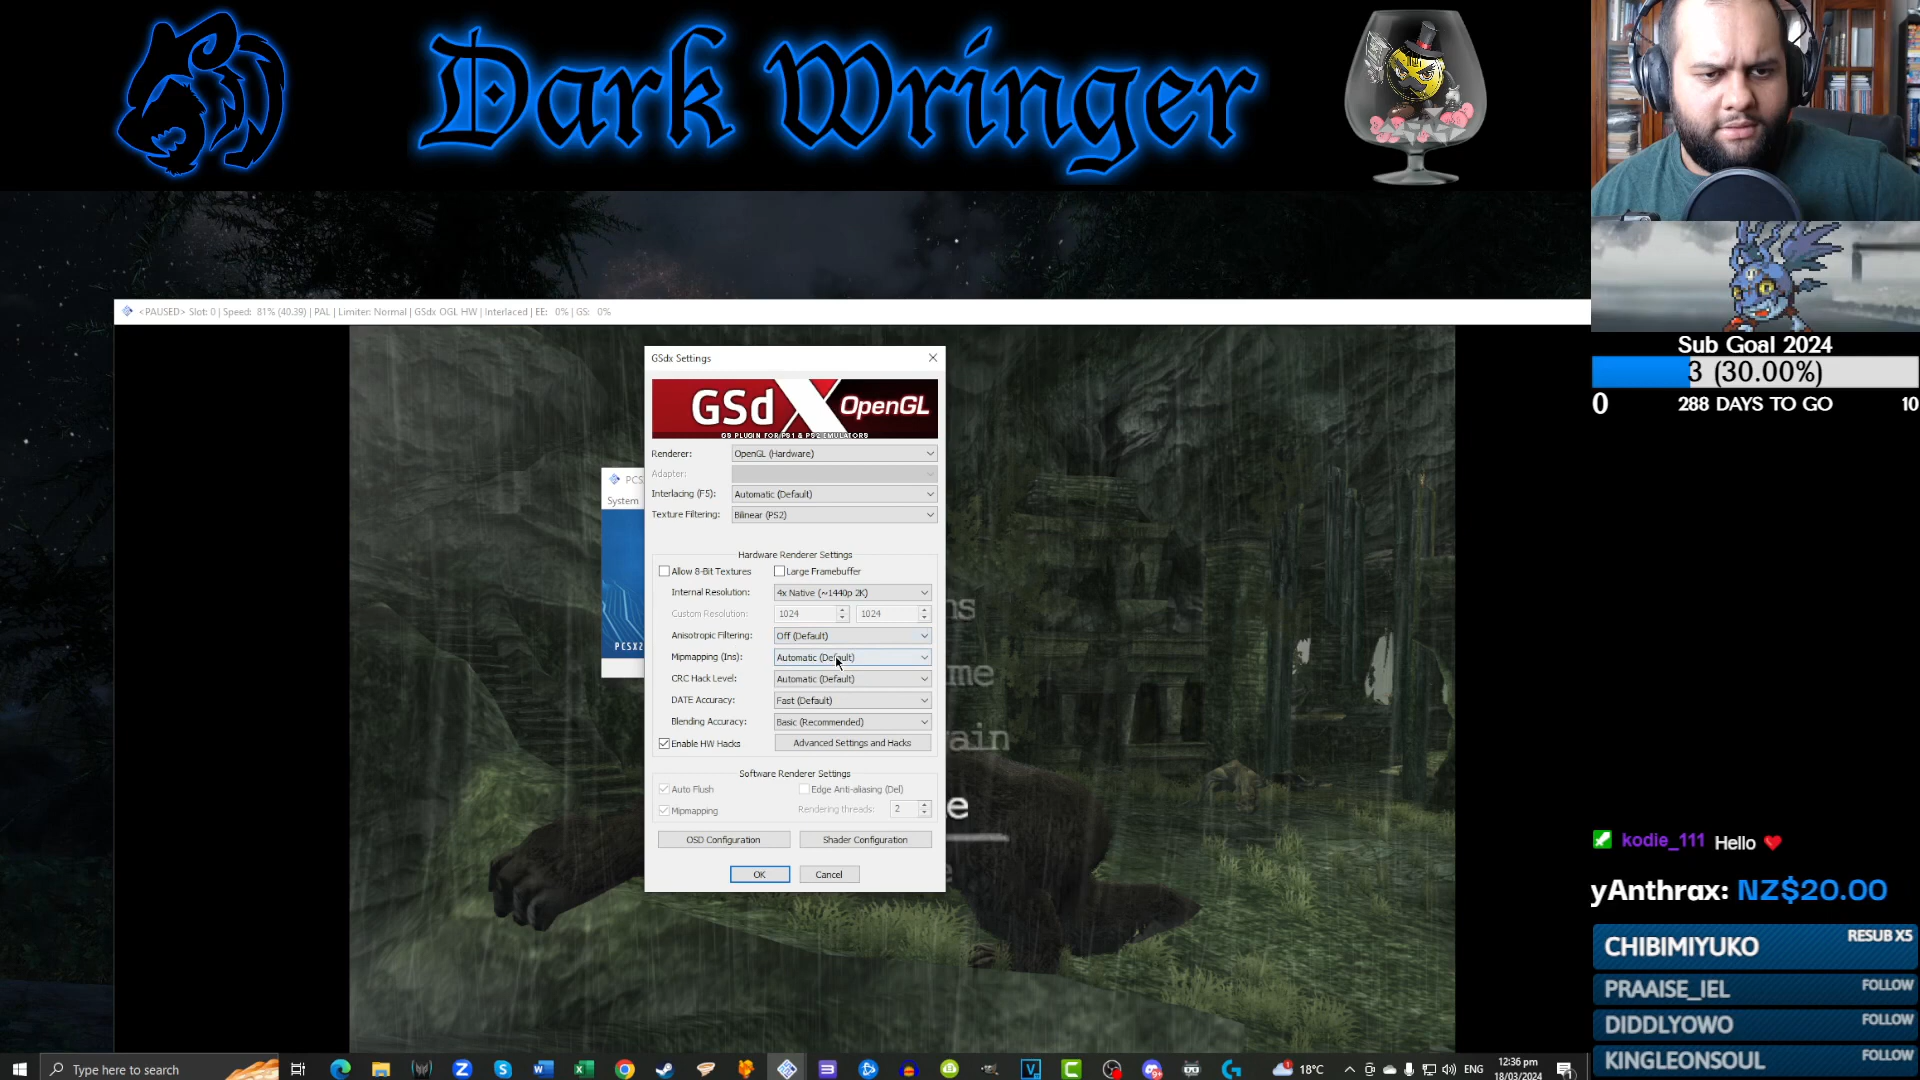 Dark Wringer
<PAUSED> Slot: 0 | Speed: 81% (40.39) | PAL | Limiter: Normal | GSdx OGL HW | Interlaced | EE: 0% | GS: 0%
Sub Goal 2024
3 (30.00%)
0 288 DAYS TO GO 10
PCS
System
PCSX2
GSdx Settings
GSdX OpenGL
GS PLUGIN FOR PS1 & PS2 EMULATORS
Renderer: OpenGL (Hardware)
Adapter:
Interlacing (F5): Automatic (Default)
Texture Filtering: Bilinear (PS2)
Hardware Renderer Settings
Allow 8-Bit Textures Large Framebuffer
Internal Resolution: 4x Native (~1440p 2K)
Custom Resolution: 1024 1024
Anisotropic Filtering: Off (Default)
Mipmapping (Ins): Automatic (Default)
CRC Hack Level: Automatic (Default)
DATE Accuracy: Fast (Default)
Blending Accuracy: Basic (Recommended)
Enable HW Hacks Advanced Settings and Hacks
Software Renderer Settings
Auto Flush Edge Anti-aliasing (Del)
Mipmapping Rendering threads: 2
OSD Configuration Shader Configuration
OK Cancel
ns
me
ain
e
kodie_111 Hello
yAnthrax: NZ$20.00
CHIBIMIYUKO RESUB X5
PRAAISE_IEL FOLLOW
DIDDLYOWO FOLLOW
KINGLEONSOUL FOLLOW
Type here to search
18°C
ENG
12:36 pm
18/03/2024